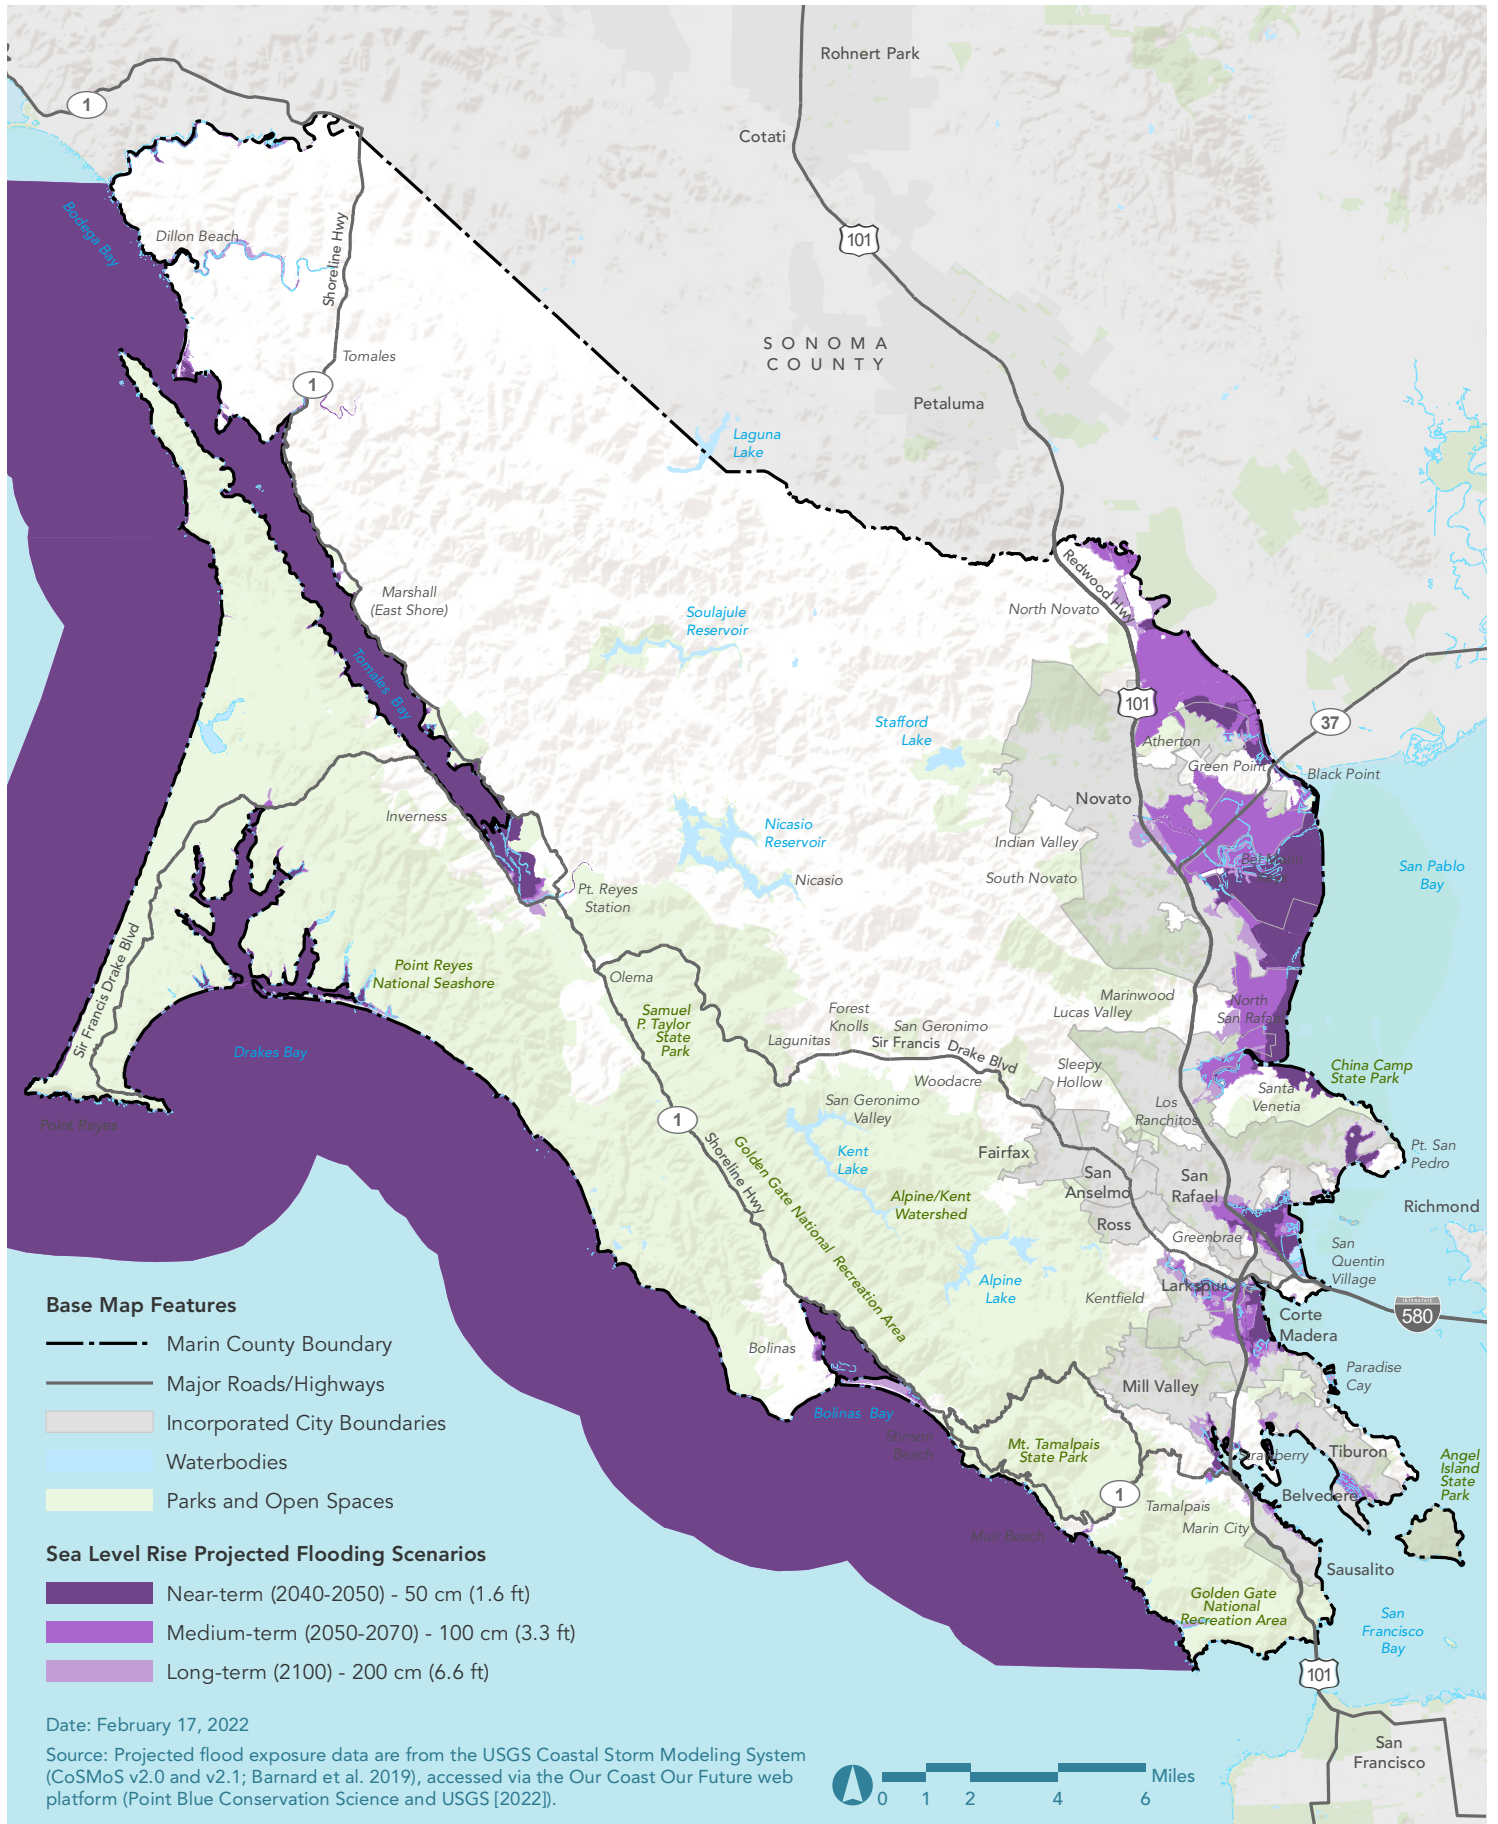 Rohnert Park
1
Cotati
101
Bodega Bay
Dillon Beach
Shoreline Hwy
SONOMA
COUNTY
Tomales
1
Petaluma
Laguna
Lake
Redwood Hwy
Marshall
(East Shore)
North Novato
Soulajule
Reservoir
Tomales Bay
101
37
Stafford
Lake
Atherton
Green Point
Black Point
Novato
Inverness
Nicasio
Reservoir
Indian Valley
Bel Marin
San Pablo
Bay
South Novato
Nicasio
Pt. Reyes
Station
Sir Francis Drake Blvd
Point Reyes
National Seashore
Olema
Samuel
P. Taylor
State
Park
Marinwood
Lucas Valley
North
San Rafael
Forest
Knolls
San Geronimo
Lagunitas
Sir Francis Drake Blvd
Drakes Bay
Sleepy
Hollow
China Camp
State Park
Woodacre
Santa
Venetia
San Geronimo
Valley
Los
Ranchitos
Point Reyes
1
Shoreline Hwy
Golden Gate National Recreation Area
Kent
Lake
Fairfax
San
Anselmo
San
Rafael
Pt. San
Pedro
Alpine/Kent
Watershed
Richmond
Ross
Greenbrae
San
Quentin
Village
Alpine
Lake
Kentfield
Larkspur
INTERSTATE
580
Corte
Madera
Bolinas
Paradise
Cay
Mill Valley
Bolinas Bay
Stinson
Beach
Mt. Tamalpais
State Park
Strawberry
Tiburon
Angel
Island
State
Park
1
Belvedere
Tamalpais
Marin City
Muir Beach
Sausalito
Golden Gate
National
Recreation Area
San
Francisco
Bay
101
San
Francisco
Base Map Features
Marin County Boundary
Major Roads/Highways
Incorporated City Boundaries
Waterbodies
Parks and Open Spaces
Sea Level Rise Projected Flooding Scenarios
Near-term (2040-2050) - 50 cm (1.6 ft)
Medium-term (2050-2070) - 100 cm (3.3 ft)
Long-term (2100) - 200 cm (6.6 ft)
Date: February 17, 2022
Source: Projected flood exposure data are from the USGS Coastal Storm Modeling System
(CoSMoS v2.0 and v2.1; Barnard et al. 2019), accessed via the Our Coast Our Future web
platform (Point Blue Conservation Science and USGS [2022]).
0 1 2 4 6
Miles